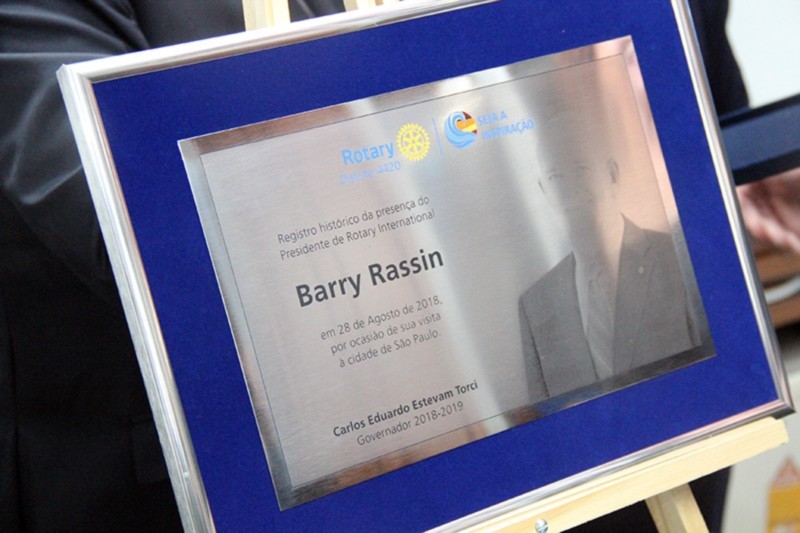 Rotary
Distrito 4420
SEJA A
INSPIRAÇÃO
Registro histórico da presença do
Presidente de Rotary International
Barry Rassin
em 28 de Agosto de 2018,
por ocasião de sua visita
à cidade de São Paulo.
Carlos Eduardo Estevam Torci
Governador 2018-2019